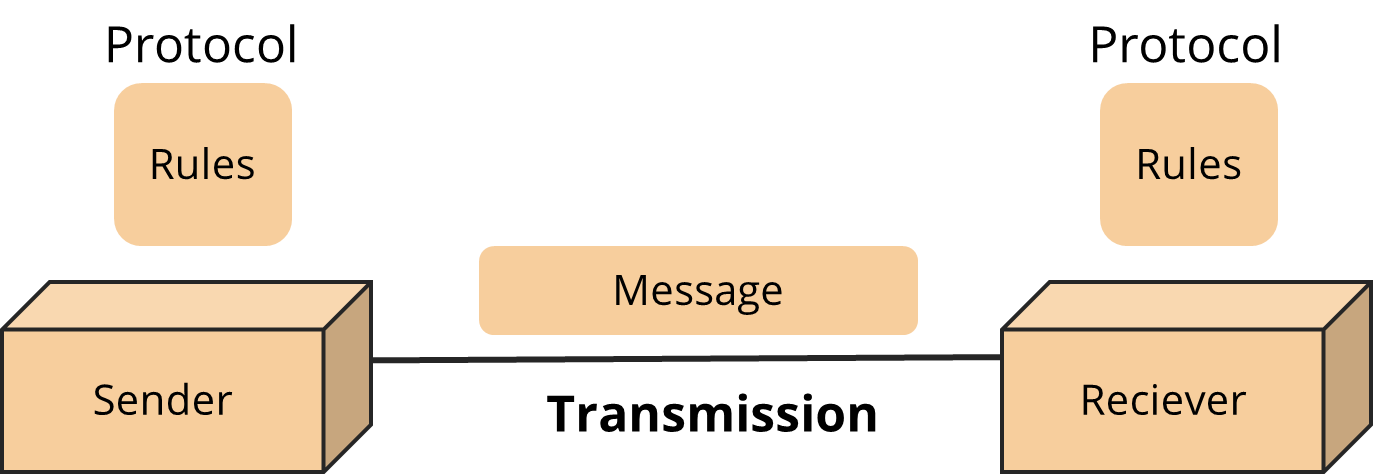 Protocol
Protocol
Rules
Rules
Message
Sender
Reciever
Transmission